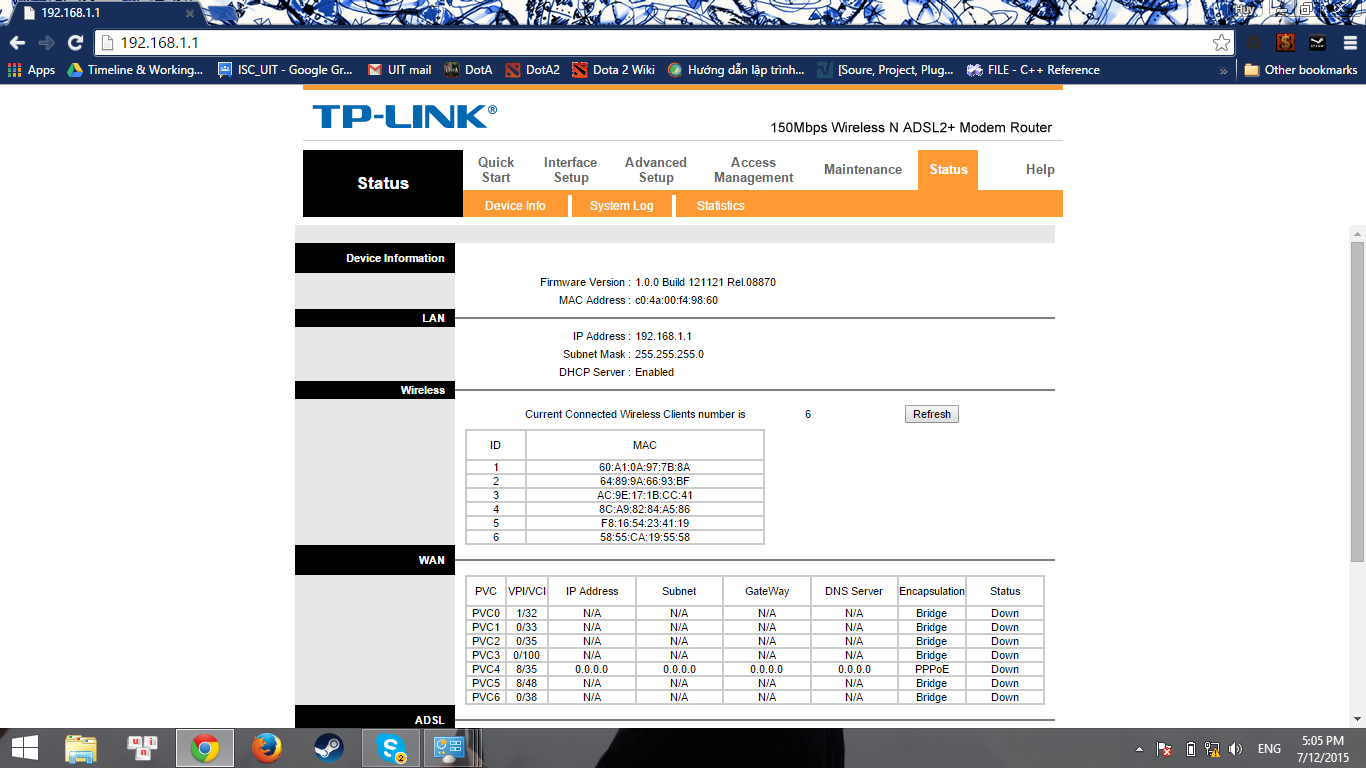 192.168.1.1
192.168.1.1
Apps Timeline & Working... ISC_UIT - Google Gr... UIT mail DotA DotA2 Dota 2 Wiki Hướng dẫn lập trình... [Soure, Project, Plug... FILE - C++ Reference » Other bookmarks
TP-LINK®
150Mbps Wireless N ADSL2+ Modem Router
Status
Quick Start Interface Setup Advanced Setup Access Management Maintenance Status Help
Device Info System Log Statistics
Device Information
Firmware Version : 1.0.0 Build 121121 Rel.08870
MAC Address : c0:4a:00:f4:98:60
LAN
IP Address : 192.168.1.1
Subnet Mask : 255.255.255.0
DHCP Server : Enabled
Wireless
Current Connected Wireless Clients number is 6 Refresh
ID MAC
1 60:A1:0A:97:7B:8A
2 64:89:9A:66:93:BF
3 AC:9E:17:1B:CC:41
4 8C:A9:82:84:A5:86
5 F8:16:54:23:41:19
6 58:55:CA:19:55:58
WAN
PVC VPI/VCI IP Address Subnet GateWay DNS Server Encapsulation Status
PVC0 1/32 N/A N/A N/A N/A Bridge Down
PVC1 0/33 N/A N/A N/A N/A Bridge Down
PVC2 0/35 N/A N/A N/A N/A Bridge Down
PVC3 0/100 N/A N/A N/A N/A Bridge Down
PVC4 8/35 0.0.0.0 0.0.0.0 0.0.0.0 0.0.0.0 PPPoE Down
PVC5 8/48 N/A N/A N/A N/A Bridge Down
PVC6 0/38 N/A N/A N/A N/A Bridge Down
ADSL
2
ENG
5:05 PM
7/12/2015